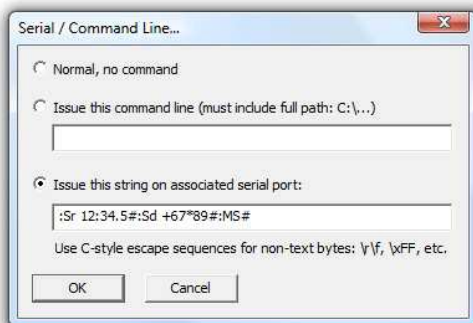 Serial / Command Line...
Normal, no command
Issue this command line (must include full path: C:\...)
Issue this string on associated serial port:
:Sr 12:34.5#:Sd +67*89#:MS#
Use C-style escape sequences for non-text bytes: \r\f, \xFF, etc.
OK
Cancel